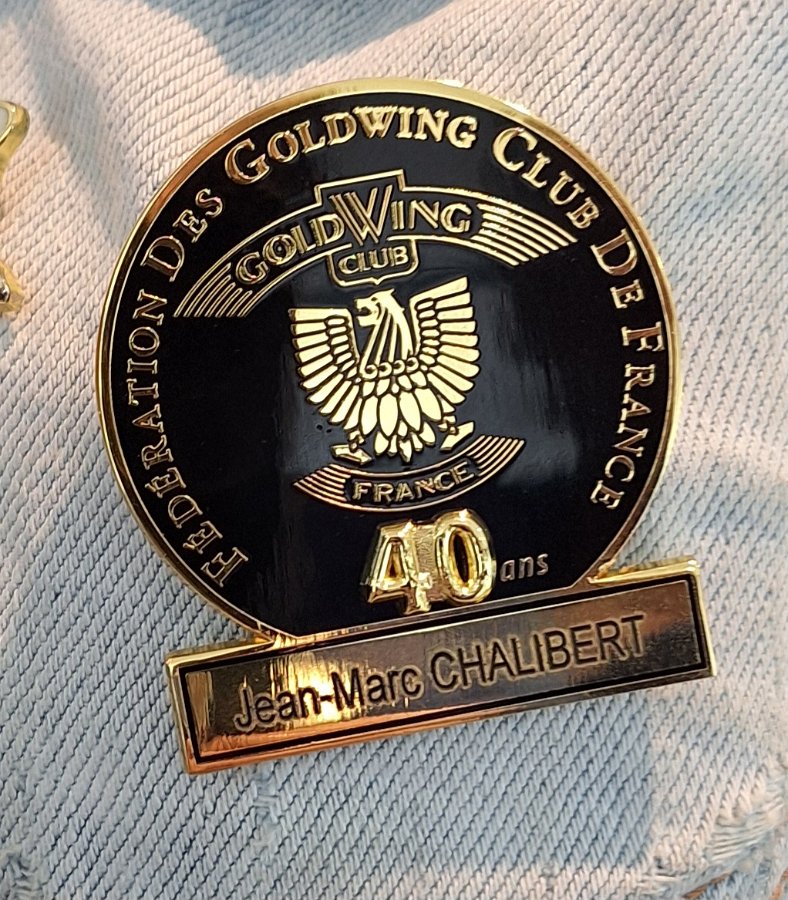 FÉDÉRATION DES GOLDWING CLUB DE FRANCE
GOLDWING
CLUB
FRANCE
40 ans
Jean-Marc CHALIBERT